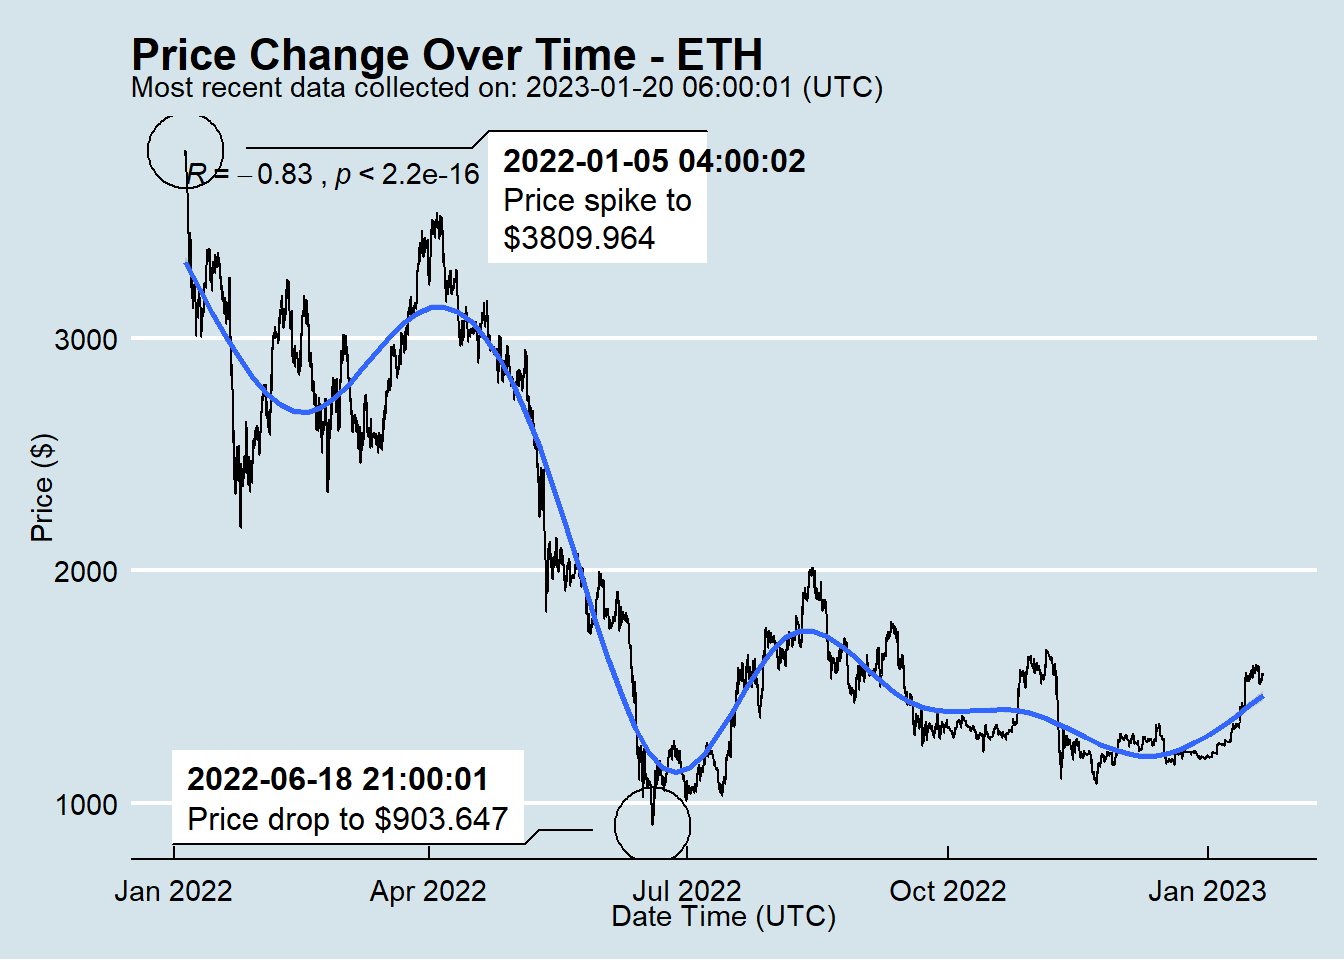 Price Change Over Time - ETH
Most recent data collected on: 2023-01-20 06:00:01 (UTC)
R = −0.83 , p < 2.2e-16
2022-01-05 04:00:02
Price spike to
$3809.964
3000
2000
1000
Price ($)
2022-06-18 21:00:01
Price drop to $903.647
Jan 2022
Apr 2022
Jul 2022
Oct 2022
Jan 2023
Date Time (UTC)